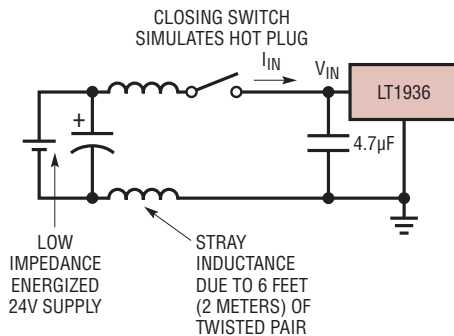 CLOSING SWITCH
SIMULATES HOT PLUG
I_IN
V_IN
LT1936
+
4.7µF
LOW
IMPEDANCE
ENERGIZED
24V SUPPLY
STRAY
INDUCTANCE
DUE TO 6 FEET
(2 METERS) OF
TWISTED PAIR